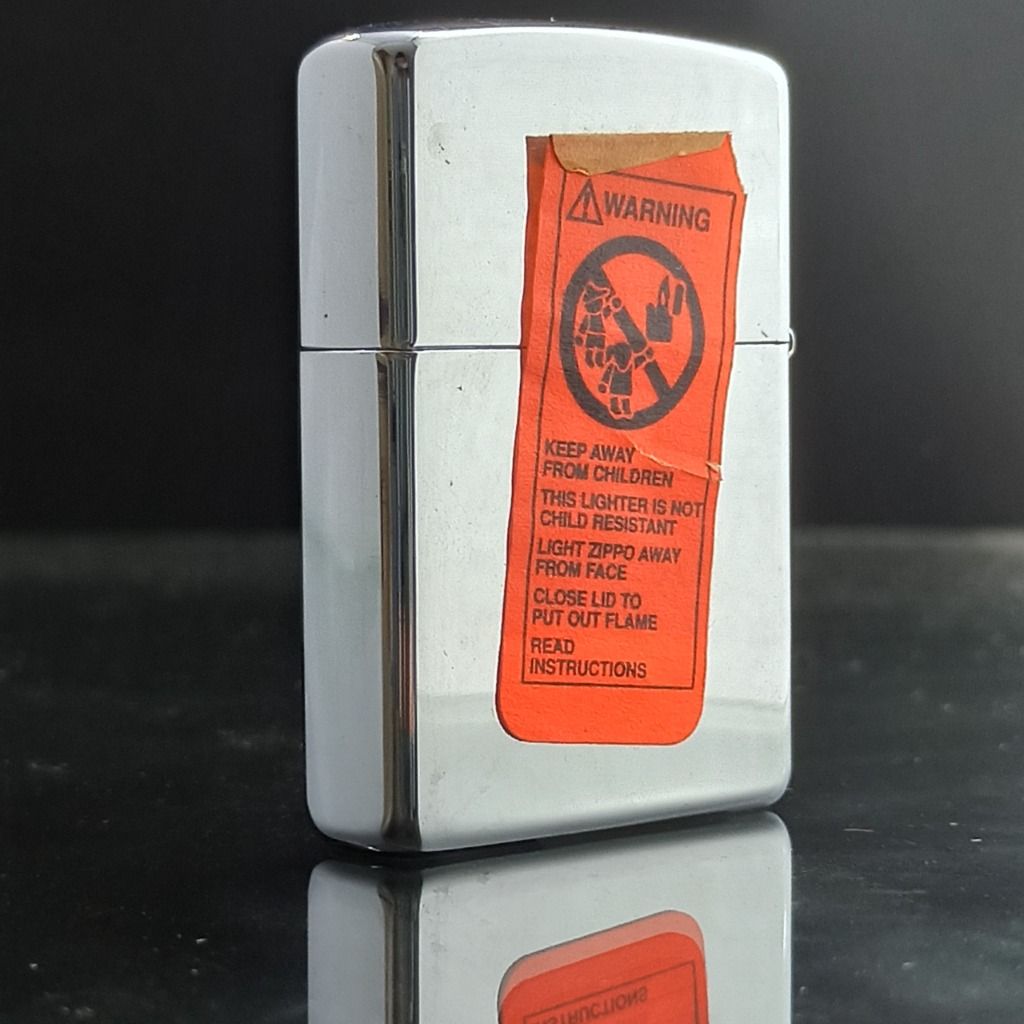 WARNING
KEEP AWAY
FROM CHILDREN
THIS LIGHTER IS NOT
CHILD RESISTANT
LIGHT ZIPPO AWAY
FROM FACE
CLOSE LID TO
PUT OUT FLAME
READ
INSTRUCTIONS